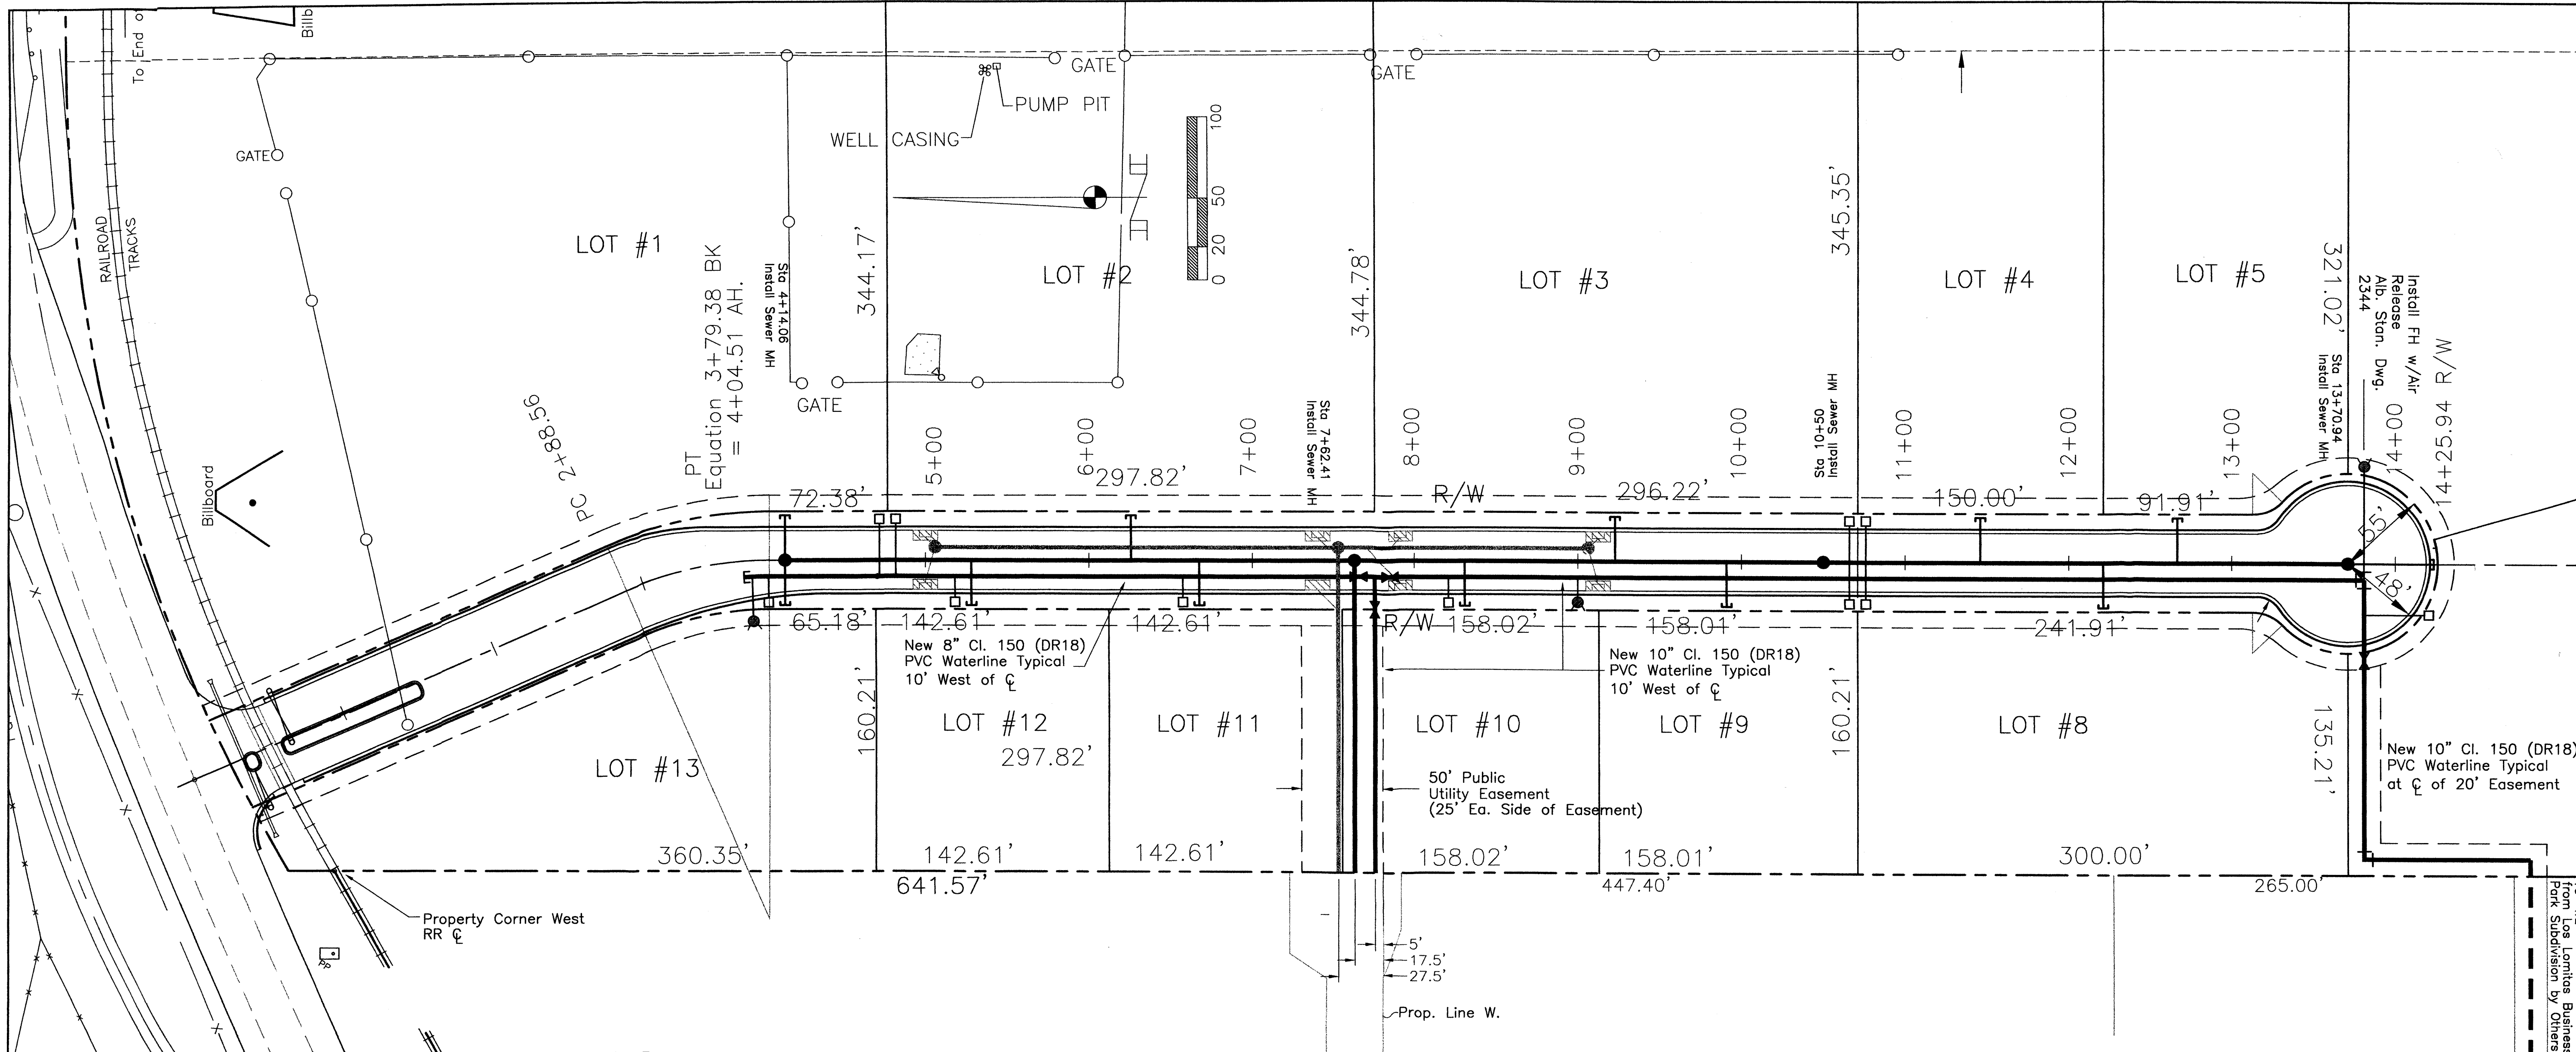 To End o
Billb
GATE
GATE
GATE
PUMP PIT
WELL CASING
100
50
20
0
N
RAILROAD
TRACKS
LOT #1
LOT #2
LOT #3
LOT #4
LOT #5
344.17'
344.78'
345.35'
321.02'
PT
Equation 3+79.38 BK
= 4+04.51 AH.
Sta 4+14.06
Install Sewer MH
GATE
Install FH w/Air
Release
Alb. Stan. Dwg.
2344
Sta 13+70.94
Install Sewer MH
14+25.94 R/W
PC 2+88.56
Billboard
5+00
6+00
7+00
Sta 7+62.41
Install Sewer MH
8+00
9+00
10+00
Sta 10+50
Install Sewer MH
11+00
12+00
13+00
14+00
72.38'
297.82'
R/W
296.22'
150.00'
91.91'
55'
48'
65.18'
142.61'
142.61'
R/W
158.02'
158.01'
241.91'
New 8" Cl. 150 (DR18)
PVC Waterline Typical
10' West of ℄
New 10" Cl. 150 (DR18)
PVC Waterline Typical
10' West of ℄
160.21'
160.21'
135.21'
LOT #13
LOT #12
297.82'
LOT #11
LOT #10
LOT #9
LOT #8
New 10" Cl. 150 (DR18)
PVC Waterline Typical
at ℄ of 20' Easement
50' Public
Utility Easement
(25' Ea. Side of Easement)
360.35'
142.61'
142.61'
158.02'
158.01'
300.00'
641.57'
447.40'
265.00'
Property Corner West
RR ℄
PP
5'
17.5'
27.5'
Prop. Line W.
from Los Lomitas Business
Park Subdivision by Others